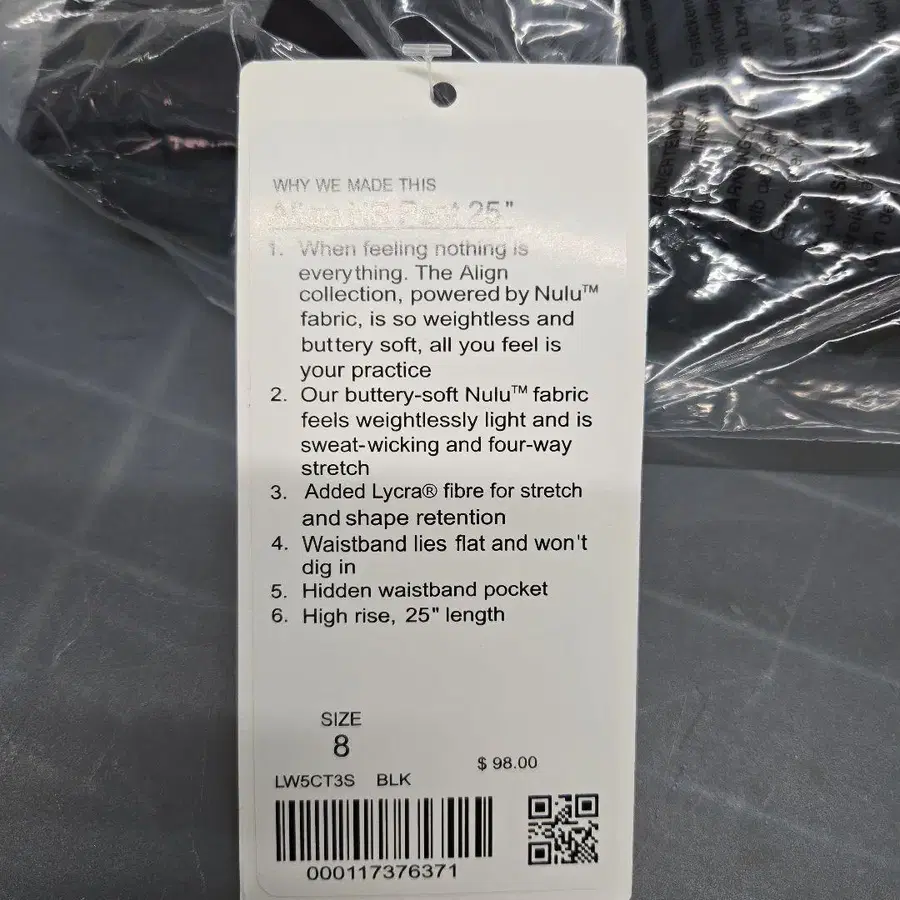 WHY WE MADE THIS
Align HR Pant 25"
1. When feeling nothing is
everything. The Align
collection, powered by Nulu™
fabric, is so weightless and
buttery soft, all you feel is
your practice
2. Our buttery-soft Nulu™ fabric
feels weightlessly light and is
sweat-wicking and four-way
stretch
3. Added Lycra® fibre for stretch
and shape retention
4. Waistband lies flat and won't
dig in
5. Hidden waistband pocket
6. High rise, 25" length
SIZE
8
$ 98.00
LW5CT3S BLK
000117376371